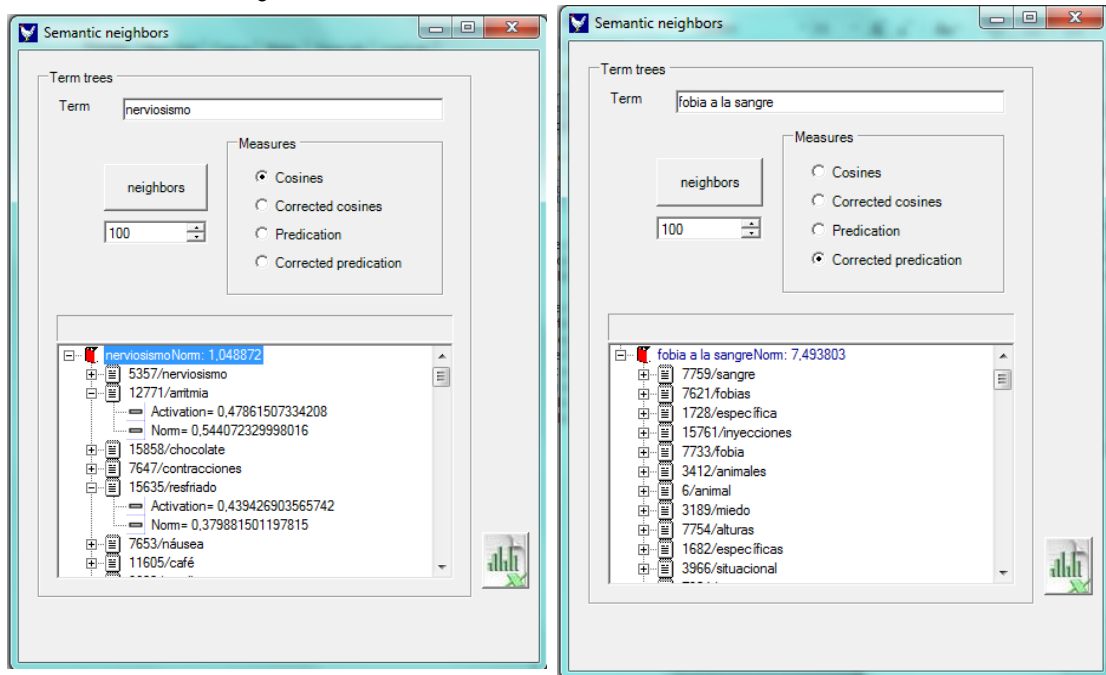 Semantic neighbors
Term trees
Term nerviosismo
Measures
neighbors
Cosines
Corrected cosines
100
Predication
Corrected predication
nerviosismoNorm: 1,048872
5357/nerviosismo
12771/arritmia
Activation= 0,47861507334208
Norm= 0,544072329998016
15858/chocolate
7647/contracciones
15635/resfriado
Activation= 0,439426903565742
Norm= 0,379881501197815
7653/náusea
11605/café
Semantic neighbors
Term trees
Term fobia a la sangre
Measures
neighbors
Cosines
Corrected cosines
100
Predication
Corrected predication
fobia a la sangreNorm: 7,493803
7759/sangre
7621/fobias
1728/específica
15761/inyecciones
7733/fobia
3412/animales
6/animal
3189/miedo
7754/alturas
1682/específicas
3966/situacional